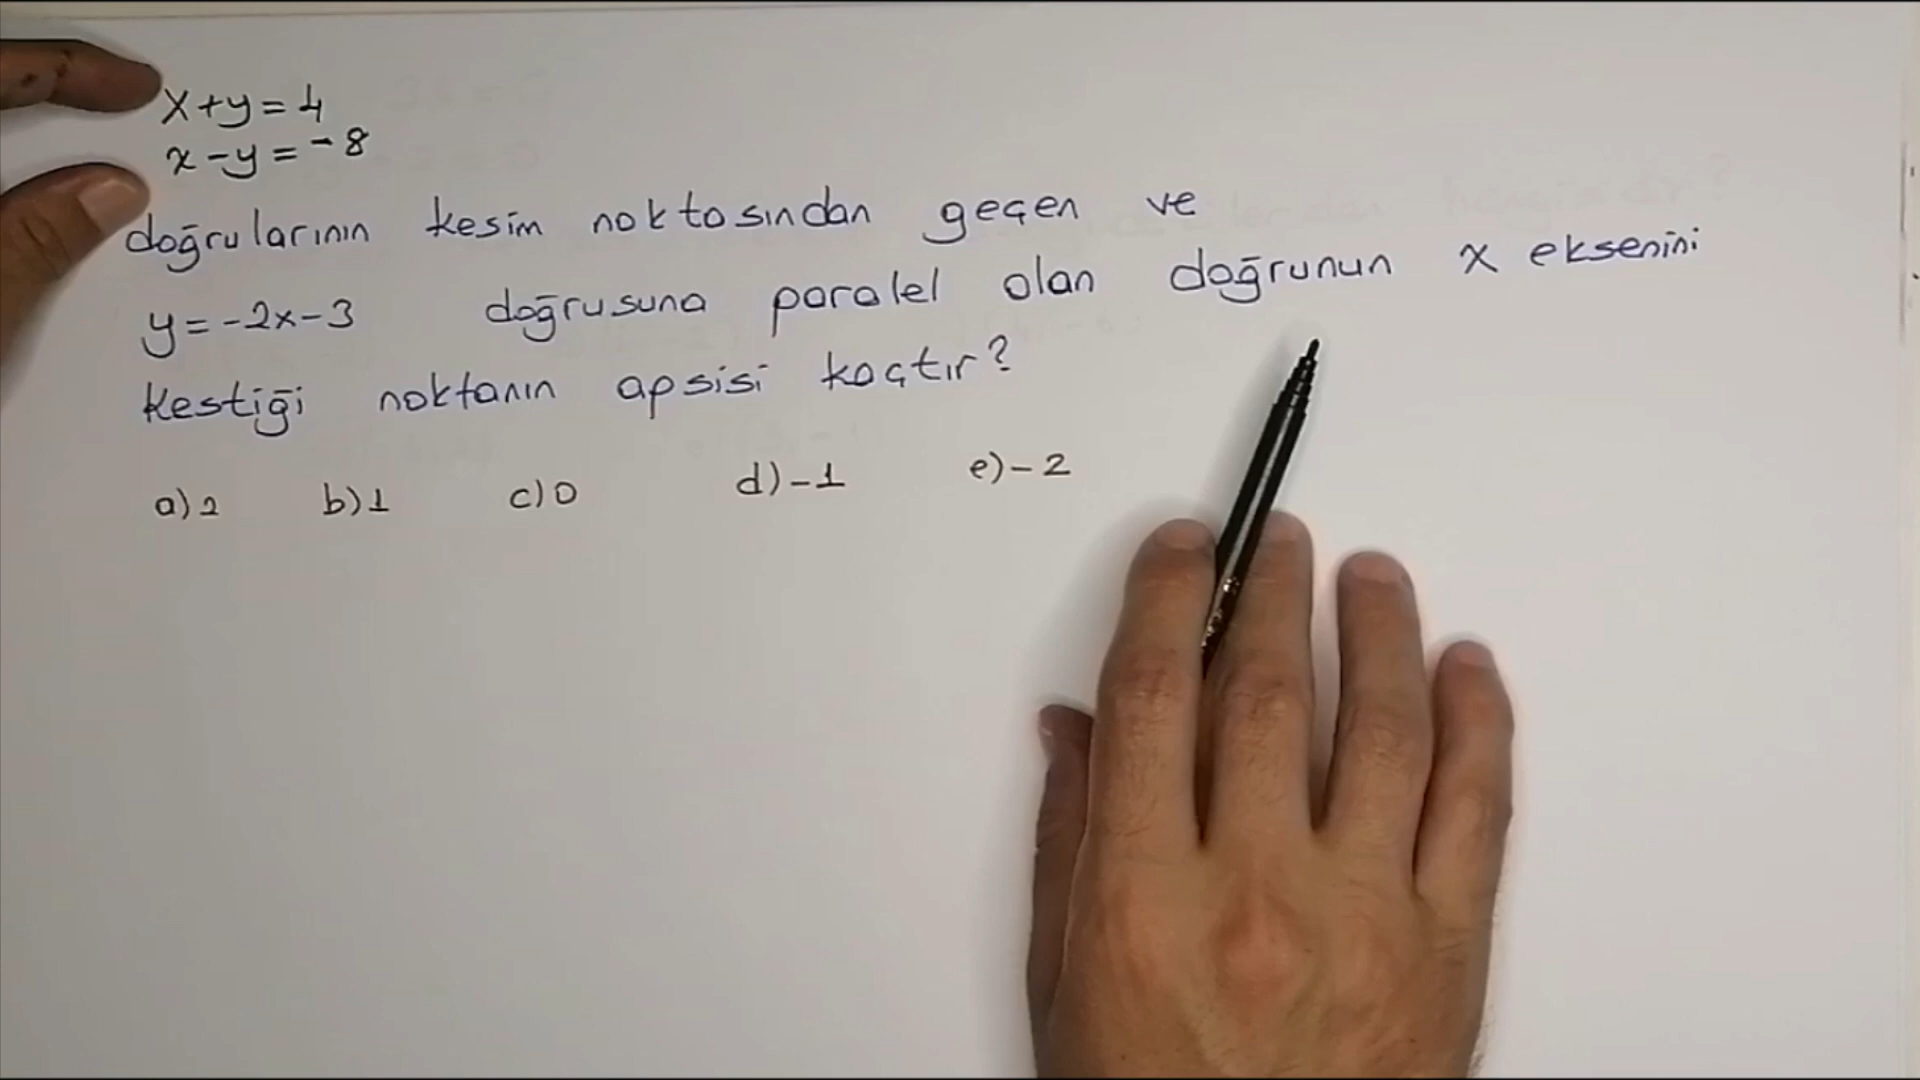 x+y=4
x-y=-8
doğrularının kesim noktasından geçen ve
y=-2x-3 doğrusuna paralel olan doğrunun x eksenini
kestiği noktanın apsisi kaçtır?
a) 2 b) 1 c) 0 d) -1 e) -2